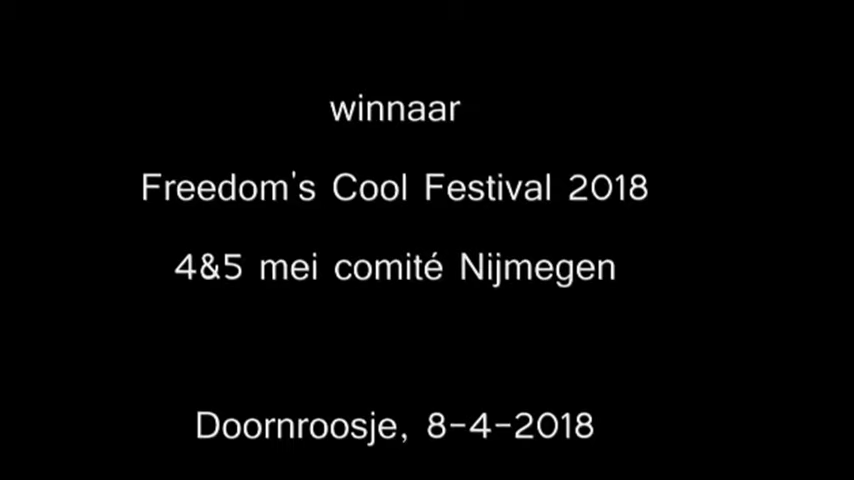 winnaar
Freedom's Cool Festival 2018
4&5 mei comité Nijmegen
Doornroosje, 8-4-2018